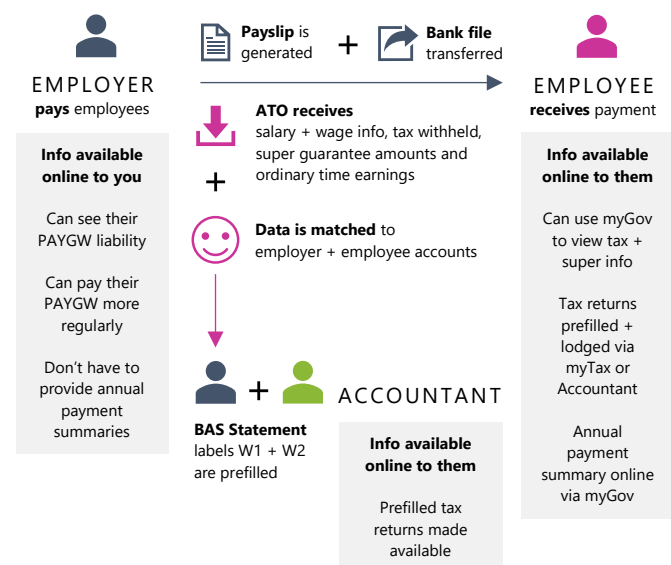 Payslip is
generated
+
Bank file
transferred
EMPLOYER
pays employees
EMPLOYEE
receives payment
Info available
online to you
Can see their
PAYGW liability
Can pay their
PAYGW more
regularly
Don't have to
provide annual
payment
summaries
ATO receives
salary + wage info, tax withheld,
super guarantee amounts and
ordinary time earnings
+
Data is matched to
employer + employee accounts
+
ACCOUNTANT
BAS Statement
labels W1 + W2
are prefilled
Info available
online to them
Prefilled tax
returns made
available
Info available
online to them
Can use myGov
to view tax +
super info
Tax returns
prefilled +
lodged via
myTax or
Accountant
Annual
payment
summary online
via myGov